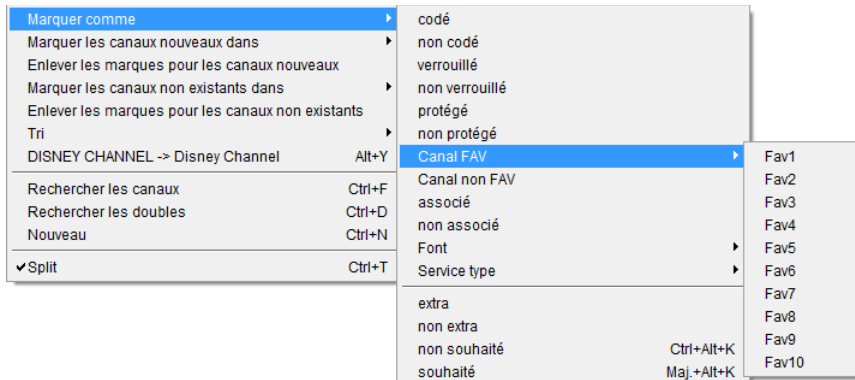 Marquer comme
Marquer les canaux nouveaux dans
Enlever les marques pour les canaux nouveaux
Marquer les canaux non existants dans
Enlever les marques pour les canaux non existants
Tri
DISNEY CHANNEL -> Disney Channel Alt+Y
Rechercher les canaux Ctrl+F
Rechercher les doubles Ctrl+D
Nouveau Ctrl+N
Split Ctrl+T
codé
non codé
verrouillé
non verrouillé
protégé
non protégé
Canal FAV
Canal non FAV
associé
non associé
Font
Service type
extra
non extra
non souhaité Ctrl+Alt+K
souhaité Maj.+Alt+K
Fav1
Fav2
Fav3
Fav4
Fav5
Fav6
Fav7
Fav8
Fav9
Fav10